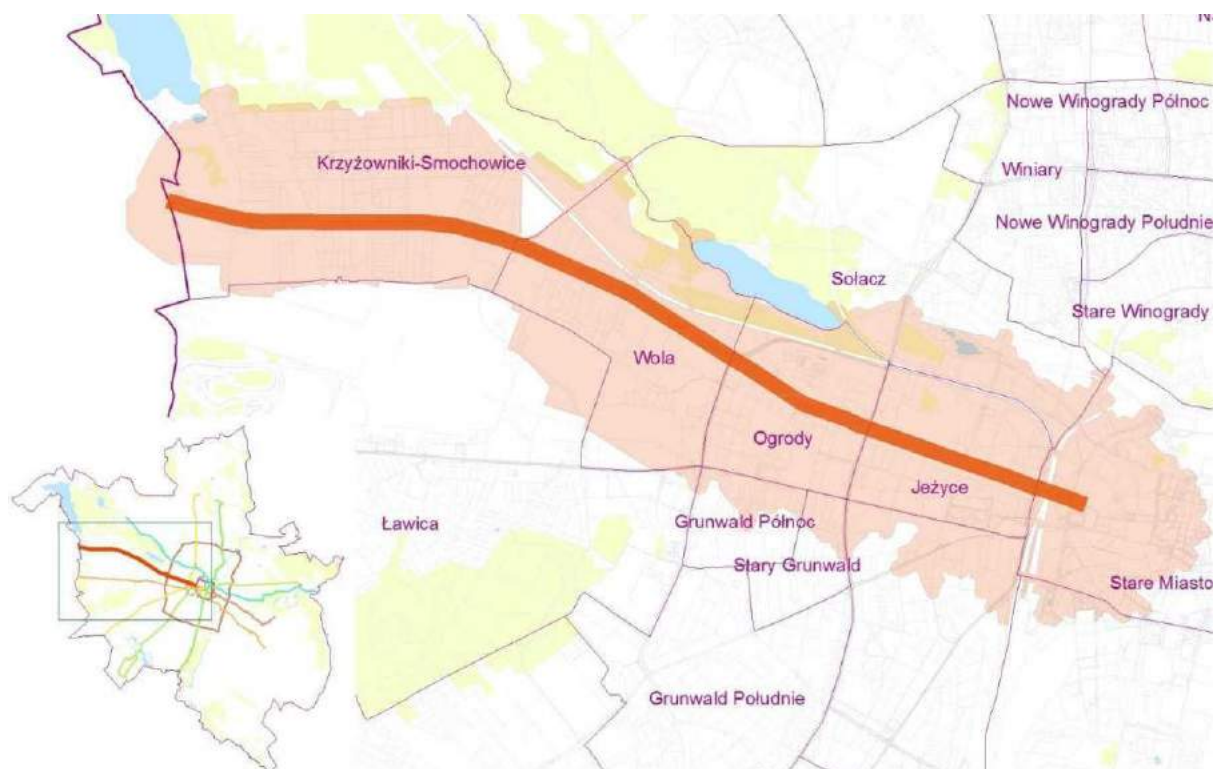 Na
Nowe Winogrady Północ
Krzyżowniki-Smochowice
Winiary
Nowe Winogrady Południe
Sołacz
Stare Winogrady
Wola
Ogrody
Jeżyce
Ławica
Grunwald Północ
Stary Grunwald
Stare Miasto
Grunwald Południe